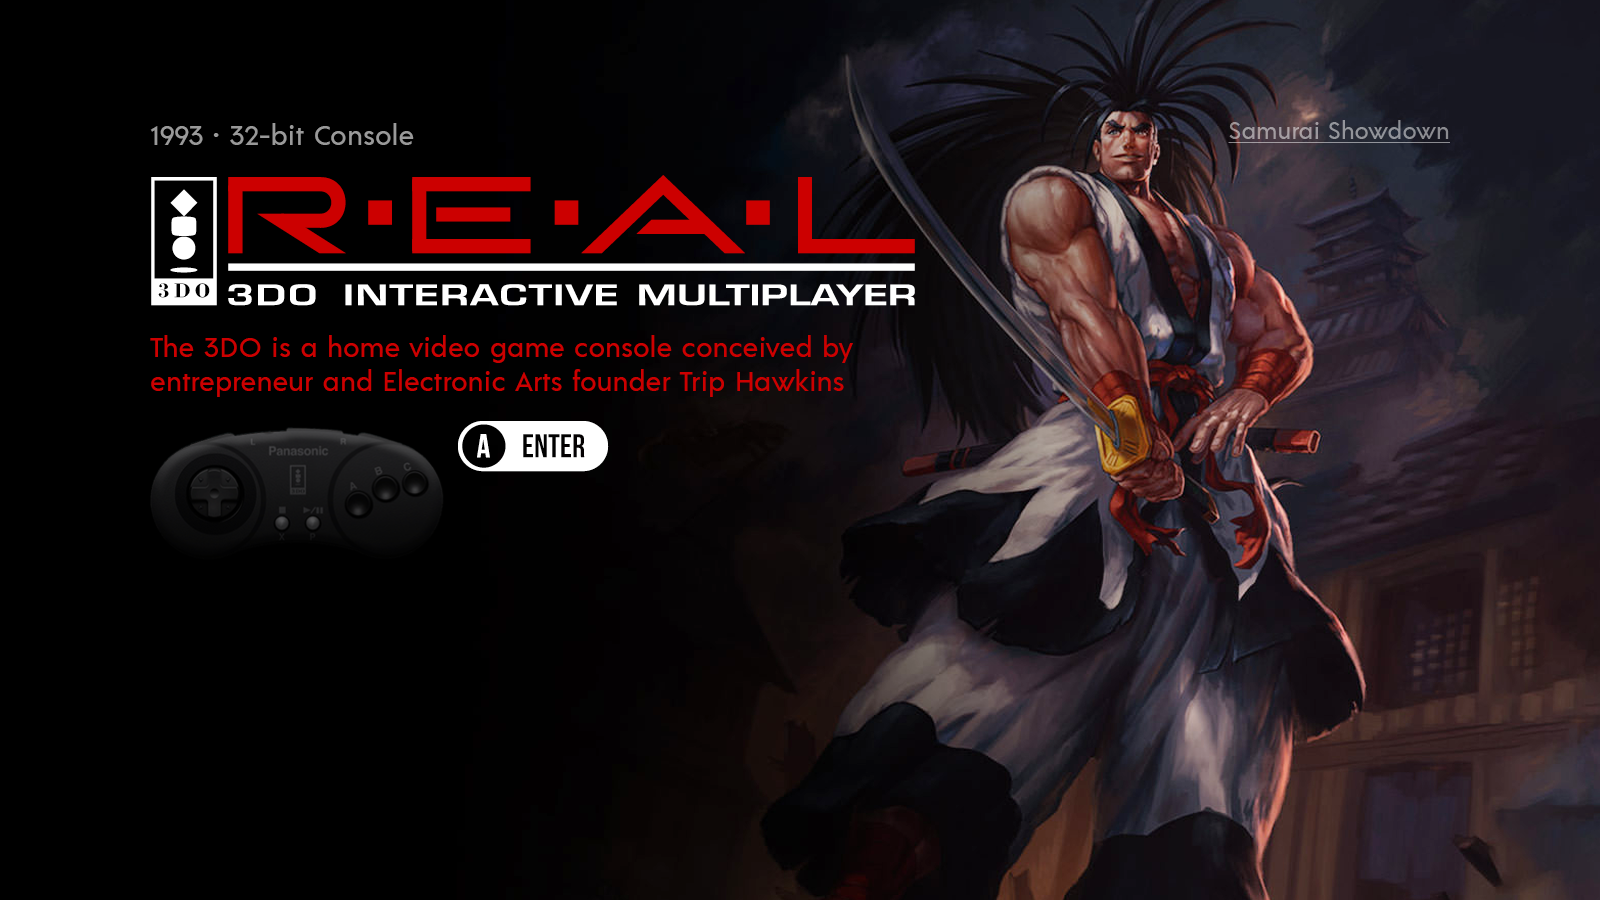 1993 · 32-bit Console
Samurai Showdown
R·E·A·L
3DO
3DO INTERACTIVE MULTIPLAYER
The 3DO is a home video game console conceived by
entrepreneur and Electronic Arts founder Trip Hawkins
A ENTER
L R
Panasonic
A B C
X P